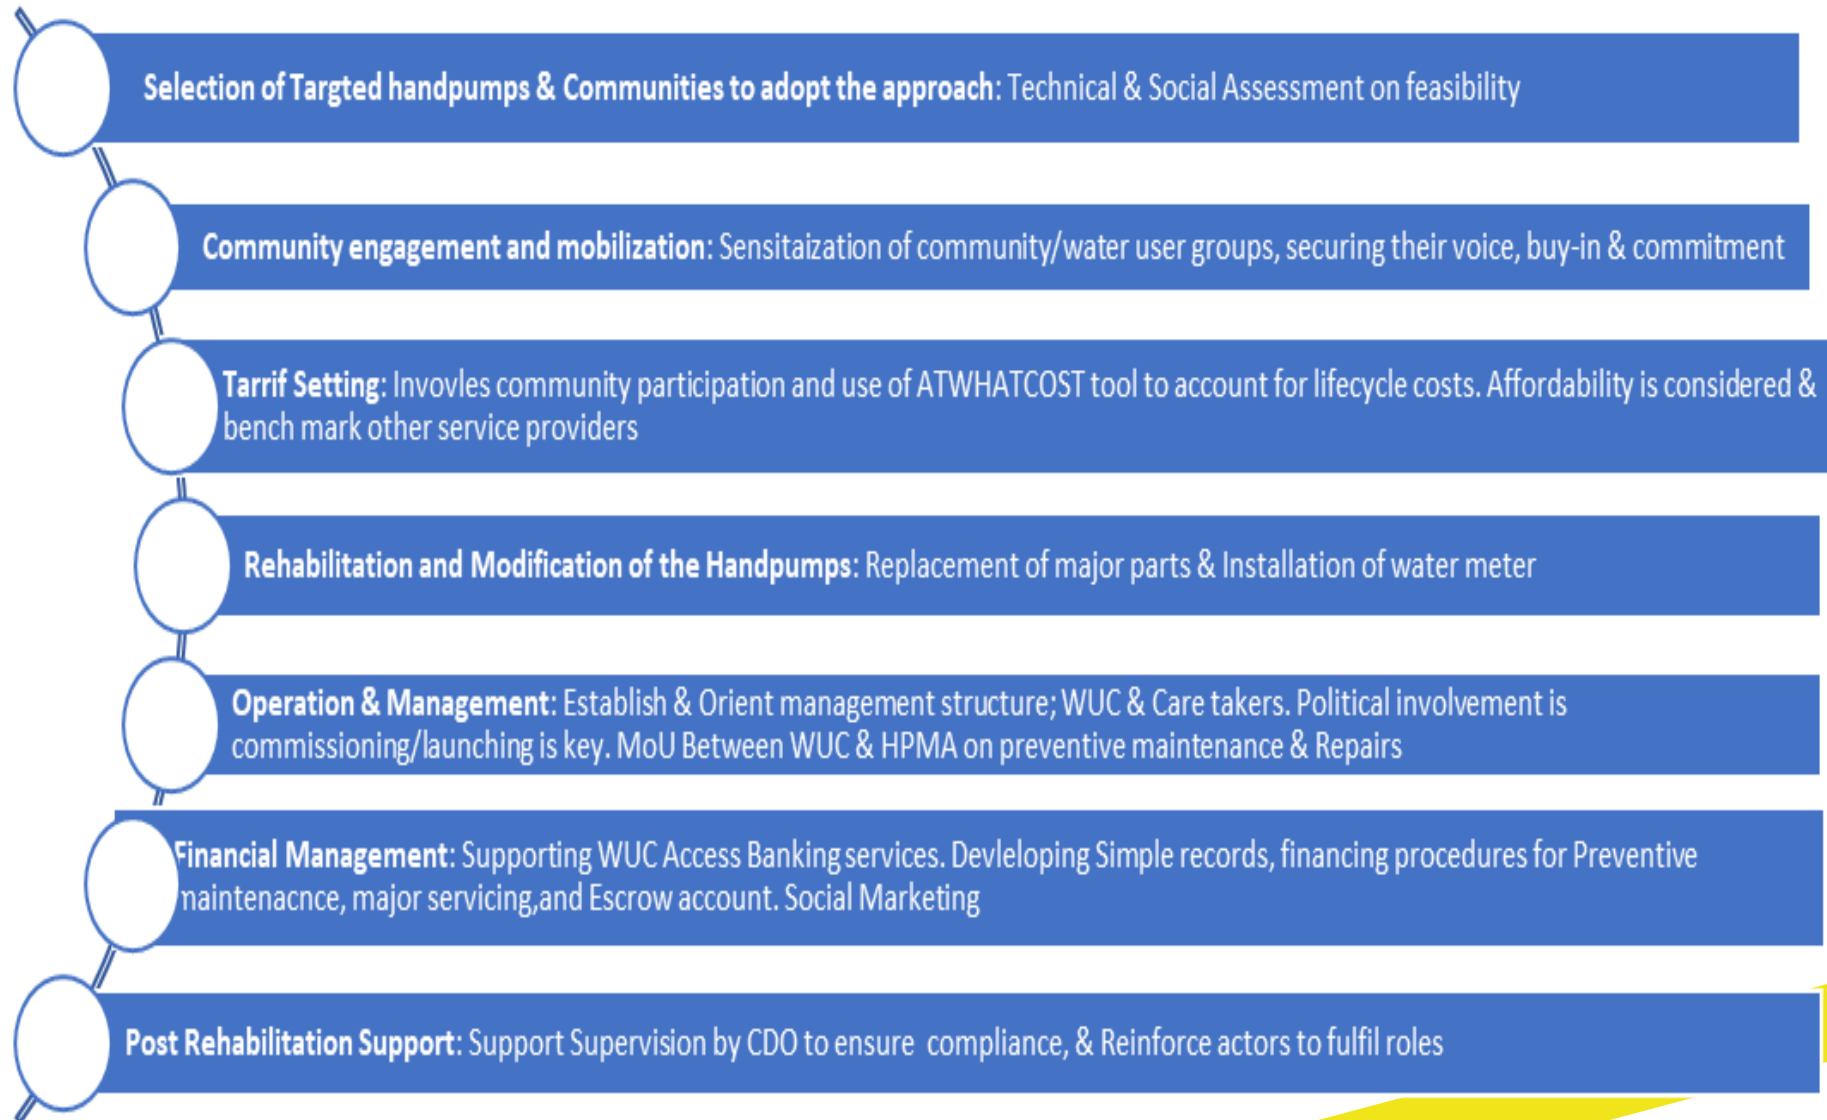 Selection of Targted handpumps & Communities to adopt the approach: Technical & Social Assessment on feasibility
Community engagement and mobilization: Sensitaization of community/water user groups, securing their voice, buy-in & commitment
Tarrif Setting: Invovles community participation and use of ATWHATCOST tool to account for lifecycle costs. Affordability is considered &
bench mark other service providers
Rehabilitation and Modification of the Handpumps: Replacement of major parts & Installation of water meter
Operation & Management: Establish & Orient management structure; WUC & Care takers. Political involvement is
commissioning/launching is key. MoU Between WUC & HPMA on preventive maintenance & Repairs
Financial Management: Supporting WUC Access Banking services. Devleloping Simple records, financing procedures for Preventive
maintenacnce, major servicing,and Escrow account. Social Marketing
Post Rehabilitation Support: Support Supervision by CDO to ensure compliance, & Reinforce actors to fulfil roles